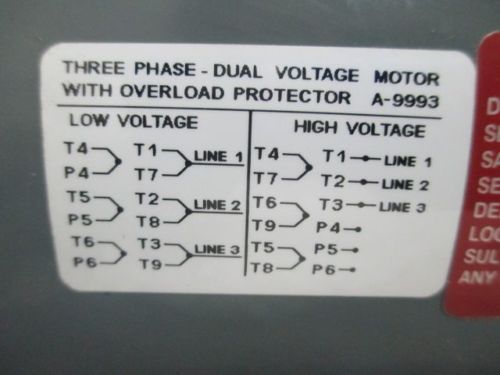 THREE PHASE - DUAL VOLTAGE MOTOR
WITH OVERLOAD PROTECTOR A-9993
LOW VOLTAGE
T4 T1 LINE 1
P4 T7
T5 T2 LINE 2
P5 T8
T6 T3 LINE 3
P6 T9
HIGH VOLTAGE
T4 T1 LINE 1
T7 T2 LINE 2
T6 T3 LINE 3
T9 P4
T5 P5
T8 P6
ANY